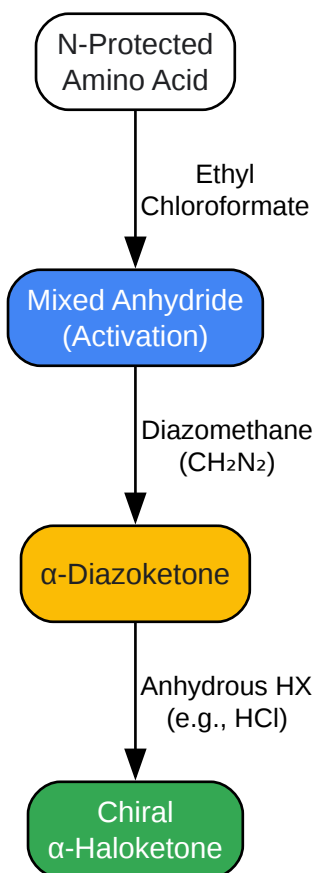 N-Protected
Amino Acid
Ethyl
Chloroformate
Mixed Anhydride
(Activation)
Diazomethane
(CH₂N₂)
α-Diazoketone
Anhydrous HX
(e.g., HCl)
Chiral
α-Haloketone